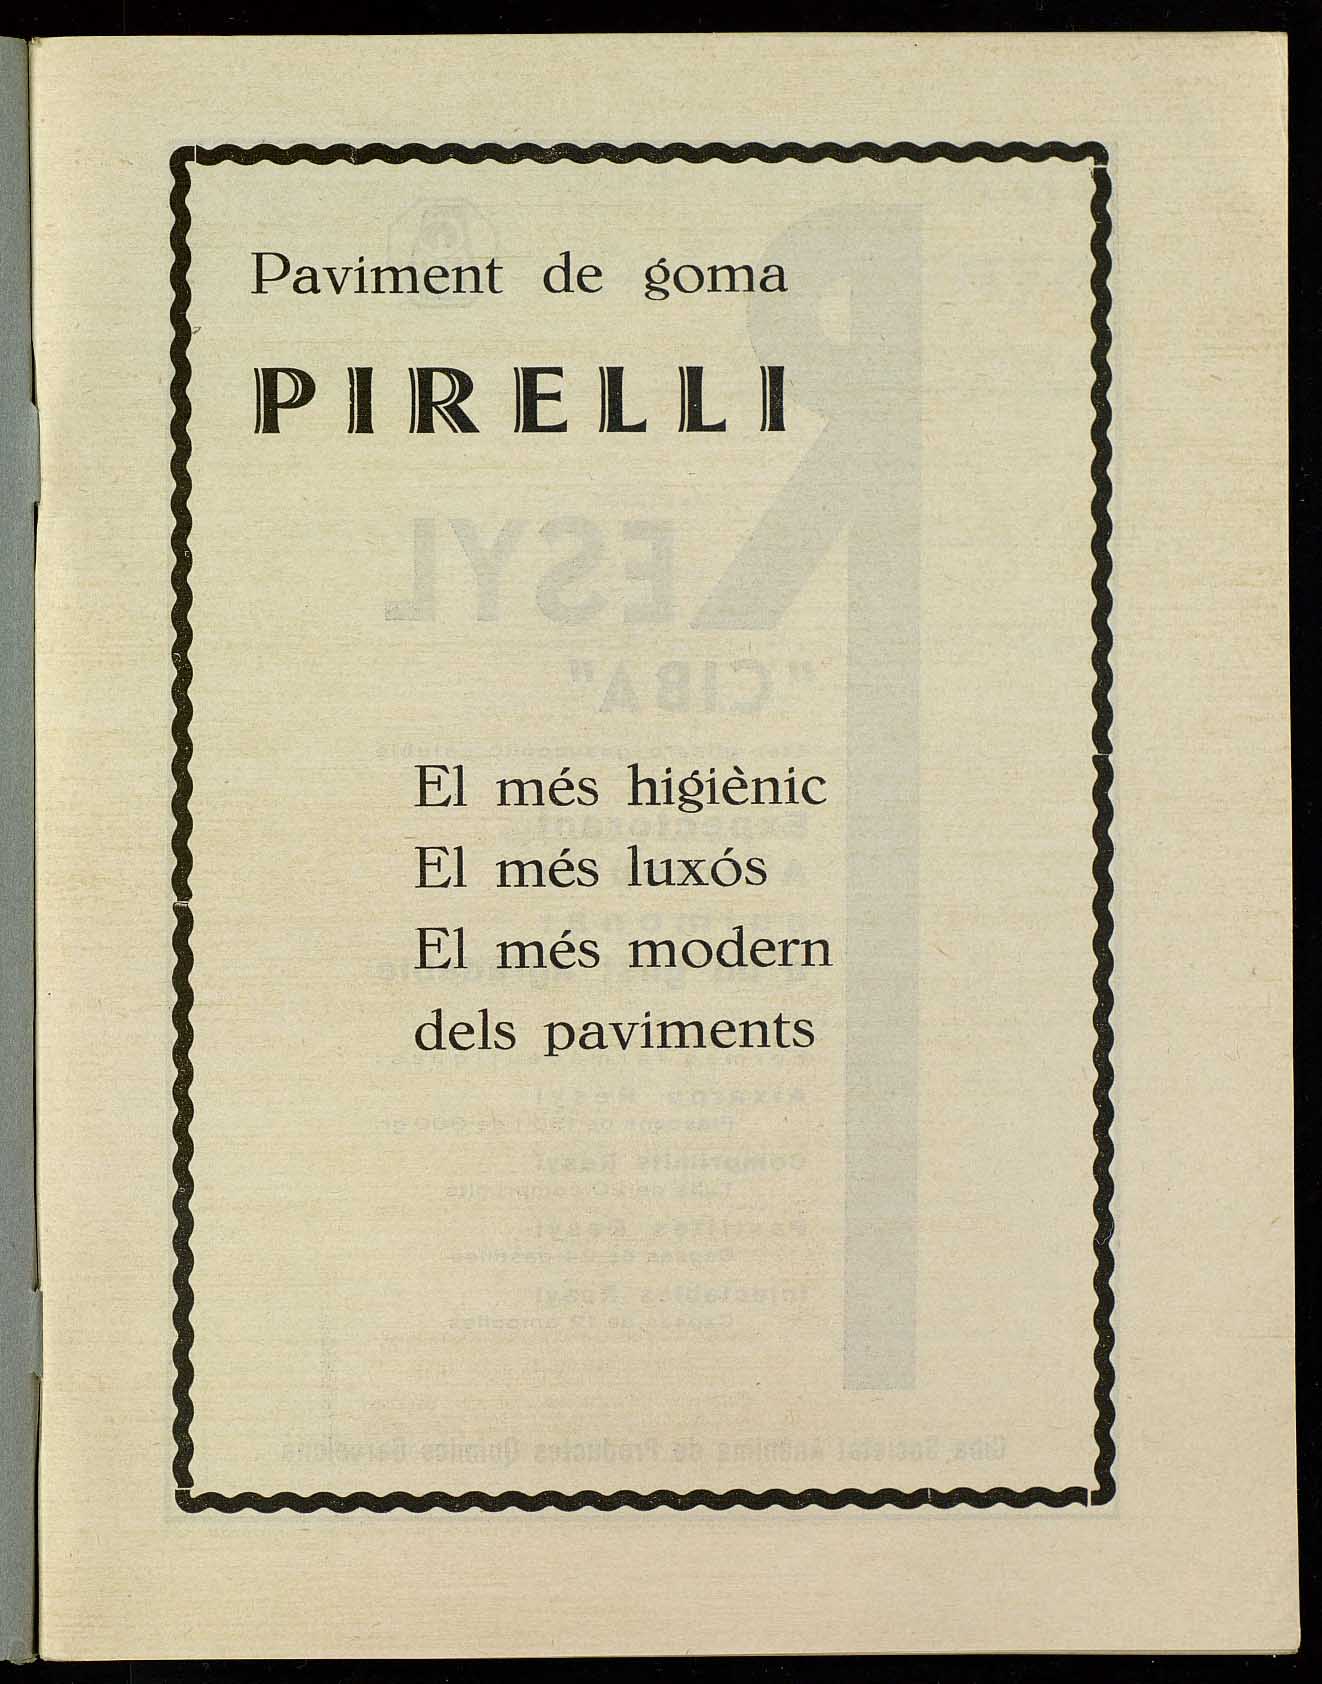 Paviment de goma
PIRELLI
El més higiènic
El més luxós
El més modern
dels paviments